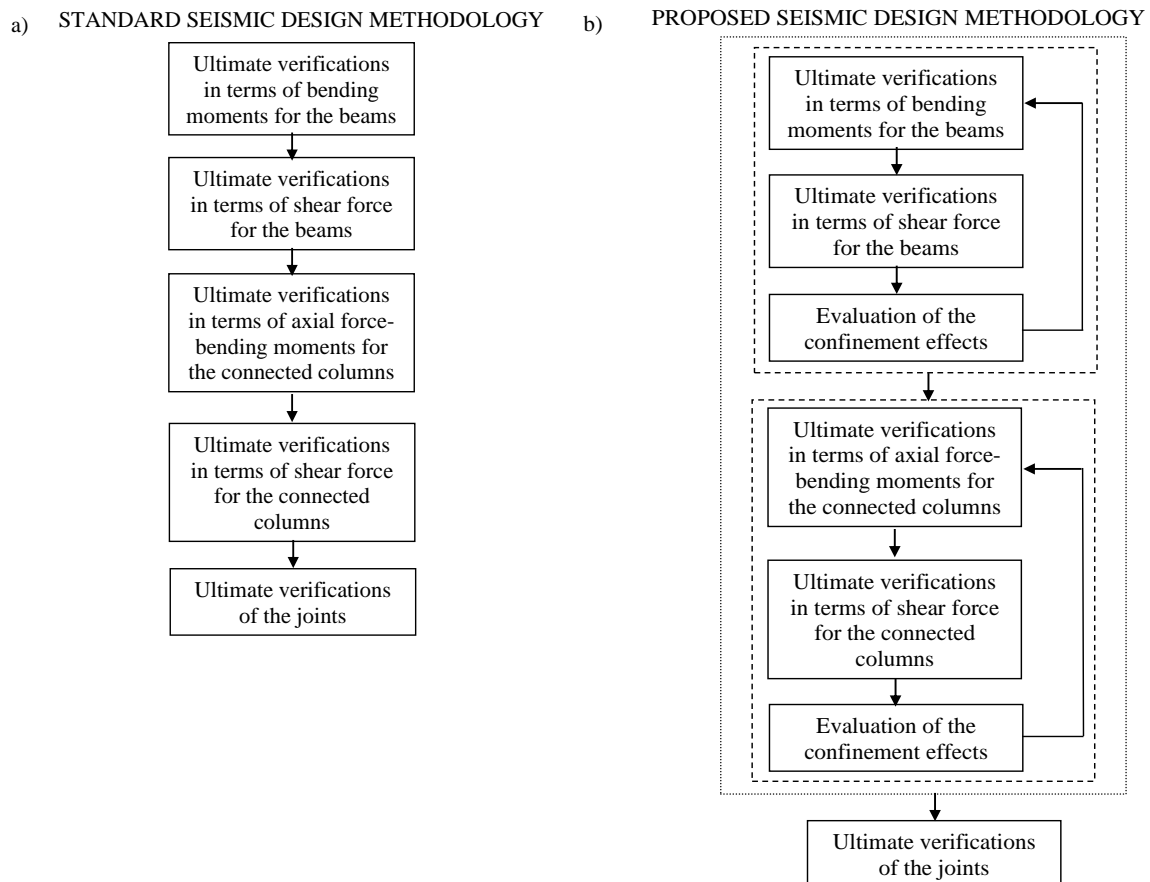 a) STANDARD SEISMIC DESIGN METHODOLOGY
Ultimate verifications
in terms of bending
moments for the beams
Ultimate verifications
in terms of shear force
for the beams
Ultimate verifications
in terms of axial force-
bending moments for
the connected columns
Ultimate verifications
in terms of shear force
for the connected
columns
Ultimate verifications
of the joints
b) PROPOSED SEISMIC DESIGN METHODOLOGY
Ultimate verifications
in terms of bending
moments for the beams
Ultimate verifications
in terms of shear force
for the beams
Evaluation of the
confinement effects
Ultimate verifications
in terms of axial force-
bending moments for
the connected columns
Ultimate verifications
in terms of shear force
for the connected
columns
Evaluation of the
confinement effects
Ultimate verifications
of the joints